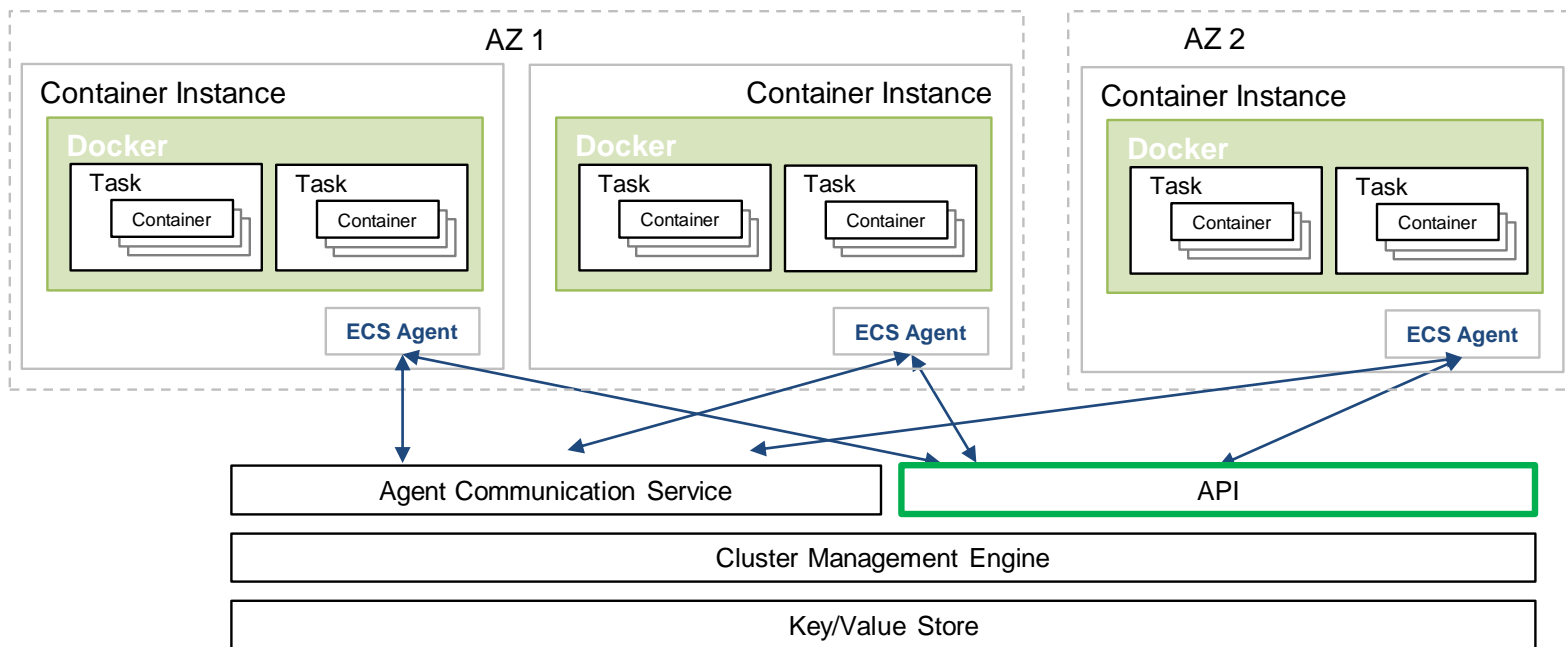 AZ 1
AZ 2
Container Instance
Container Instance
Container Instance
Docker
Docker
Docker
Task
Task
Task
Task
Task
Task
Container
Container
Container
Container
Container
Container
ECS Agent
ECS Agent
ECS Agent
Agent Communication Service
API
Cluster Management Engine
Key/Value Store